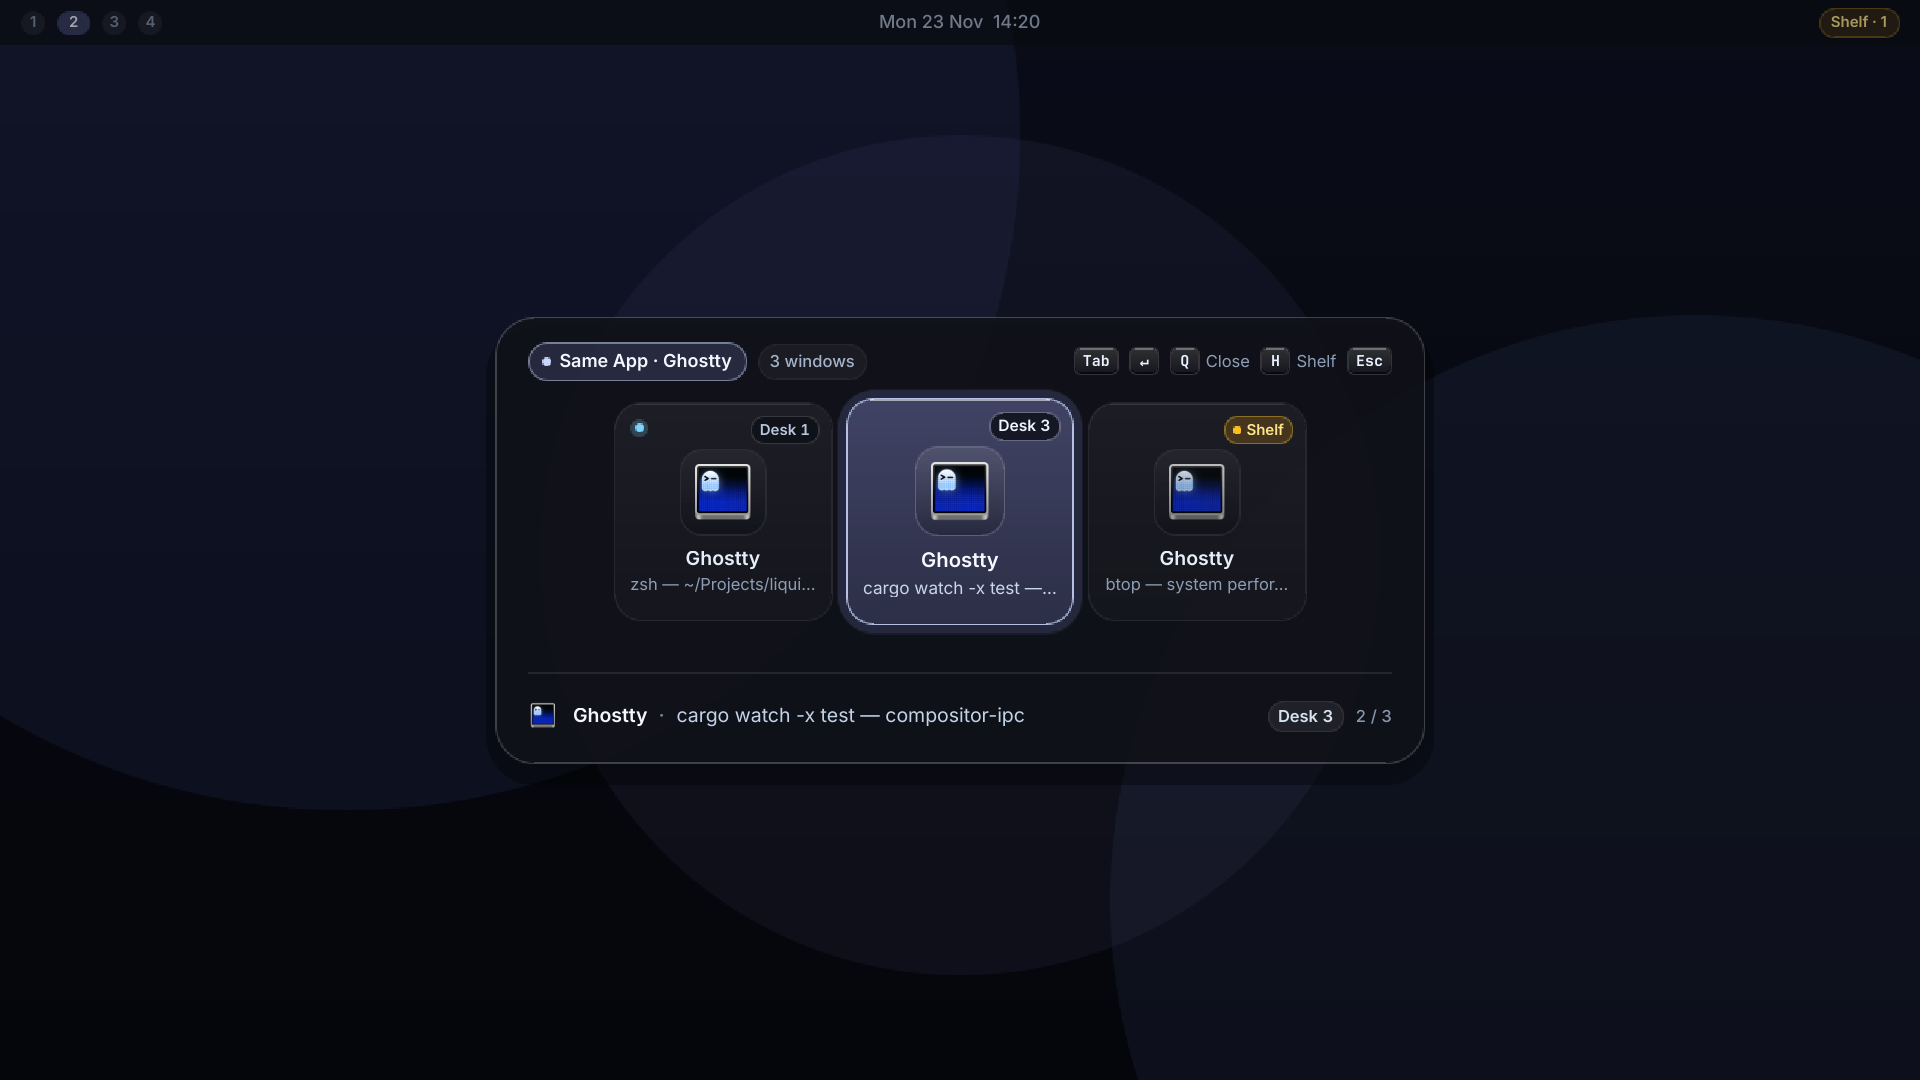 1 2 3 4 Mon 23 Nov 14:20 Shelf · 1
Same App · Ghostty 3 windows Tab ↵ Q Close H Shelf Esc
Desk 1
Ghostty
zsh — ~/Projects/liqui...
Desk 3
Ghostty
cargo watch -x test —...
Shelf
Ghostty
btop — system perfor...
Ghostty · cargo watch -x test — compositor-ipc Desk 3 2 / 3